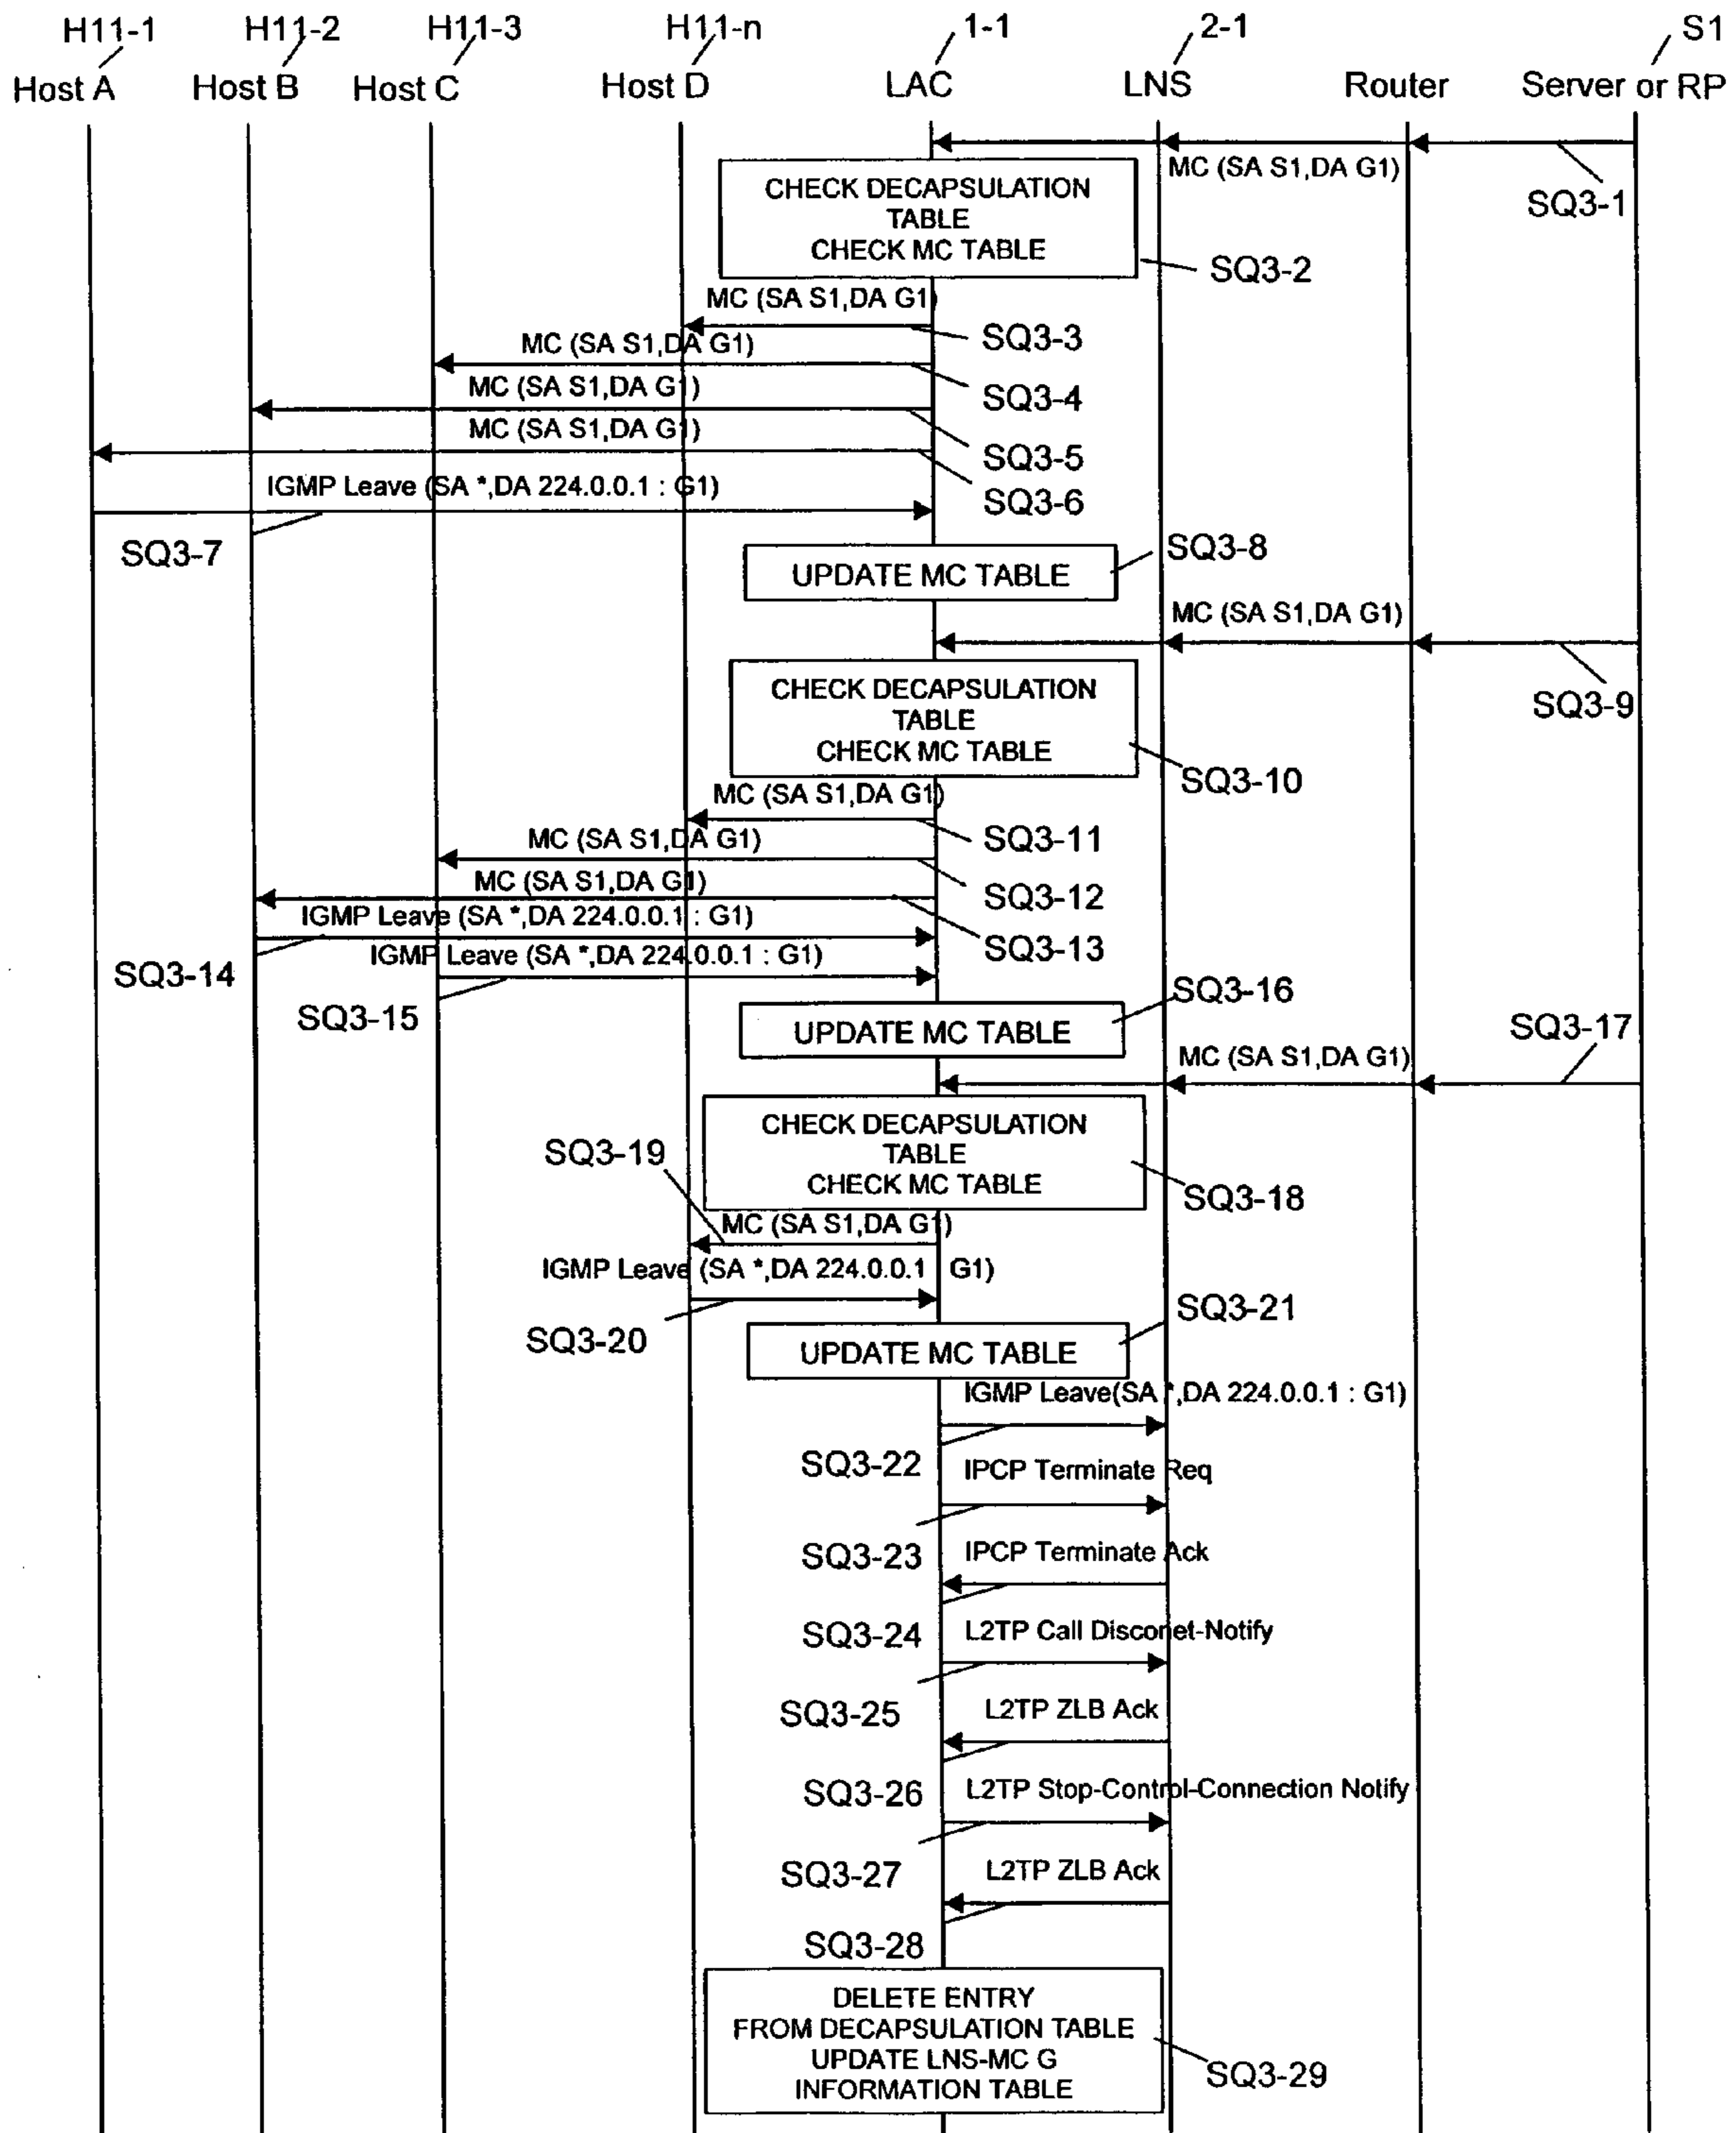 H11-1 H11-2 H11-3 H11-n 1-1 2-1 S1
Host A Host B Host C Host D LAC LNS Router Server or RP
MC (SA S1,DA G1)
SQ3-1
CHECK DECAPSULATION
TABLE
CHECK MC TABLE
SQ3-2
MC (SA S1,DA G1)
SQ3-3
MC (SA S1,DA G1)
SQ3-4
MC (SA S1,DA G1)
SQ3-5
MC (SA S1,DA G1)
SQ3-6
IGMP Leave (SA *,DA 224.0.0.1 : G1)
SQ3-7
SQ3-8
UPDATE MC TABLE
MC (SA S1,DA G1)
SQ3-9
CHECK DECAPSULATION
TABLE
CHECK MC TABLE
SQ3-10
MC (SA S1,DA G1)
SQ3-11
MC (SA S1,DA G1)
SQ3-12
MC (SA S1,DA G1)
SQ3-13
IGMP Leave (SA *,DA 224.0.0.1 : G1)
SQ3-14
IGMP Leave (SA *,DA 224.0.0.1 : G1)
SQ3-15
SQ3-16
UPDATE MC TABLE
SQ3-17
MC (SA S1,DA G1)
CHECK DECAPSULATION
TABLE
CHECK MC TABLE
SQ3-18
SQ3-19
MC (SA S1,DA G1)
IGMP Leave (SA *,DA 224.0.0.1 G1)
SQ3-20
SQ3-21
UPDATE MC TABLE
IGMP Leave(SA *,DA 224.0.0.1 : G1)
SQ3-22
IPCP Terminate Req
SQ3-23
IPCP Terminate Ack
SQ3-24
L2TP Call Disconet-Notify
SQ3-25
L2TP ZLB Ack
SQ3-26
L2TP Stop-Control-Connection Notify
SQ3-27
L2TP ZLB Ack
SQ3-28
DELETE ENTRY
FROM DECAPSULATION TABLE
UPDATE LNS-MC G
INFORMATION TABLE
SQ3-29